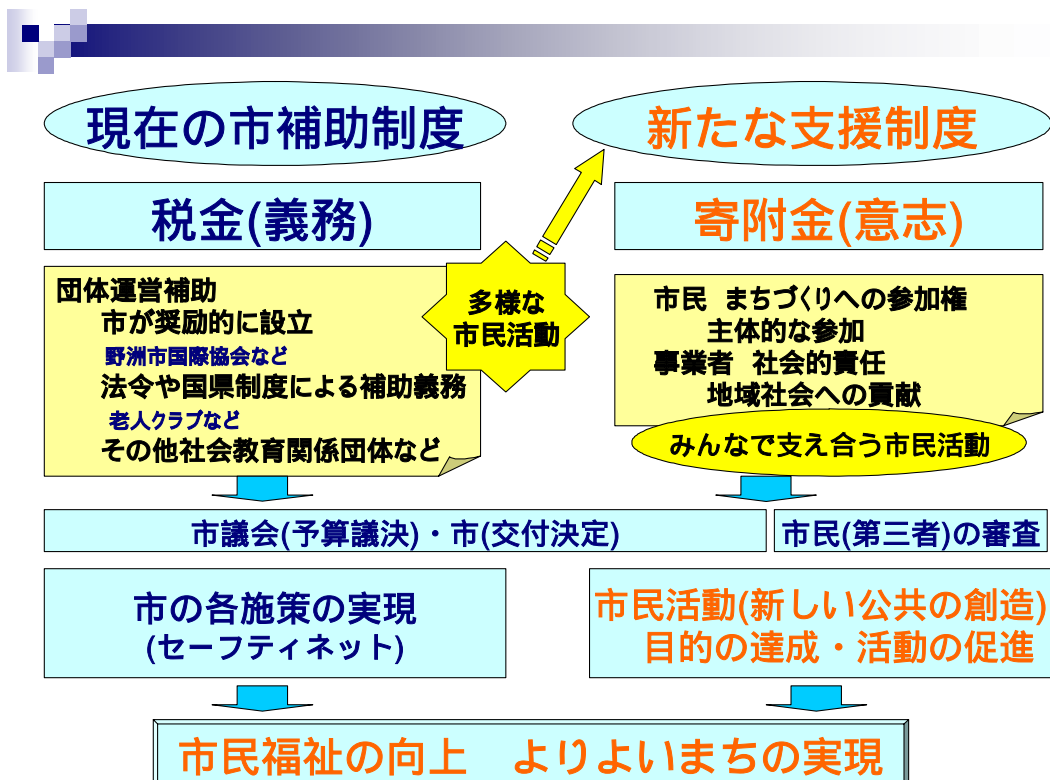 現在の市補助制度
新たな支援制度
税金(義務)
寄附金(意志)
団体運営補助
市が奨励的に設立
野洲市国際協会など
法令や国県制度による補助義務
老人クラブなど
その他社会教育関係団体など
多様な
市民活動
市民 まちづくりへの参加権
主体的な参加
事業者 社会的責任
地域社会への貢献
みんなで支え合う市民活動
市議会(予算議決)・市(交付決定)
市民(第三者)の審査
市の各施策の実現
(セーフティネット)
市民活動(新しい公共の創造)
目的の達成・活動の促進
市民福祉の向上　よりよいまちの実現